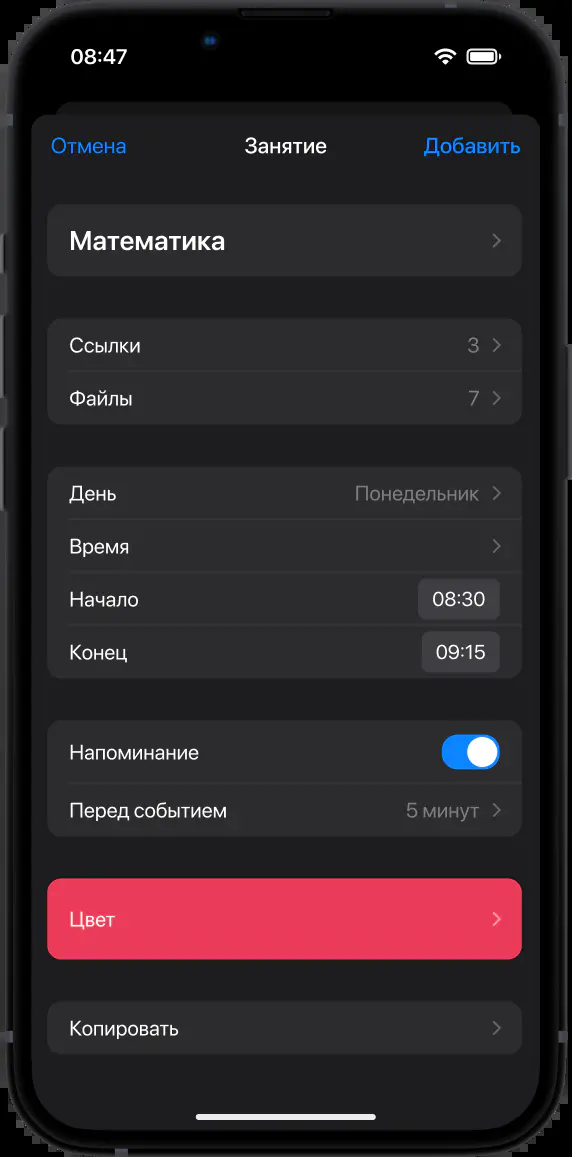 08:47
Отмена Занятие Добавить
Математика
Ссылки 3
Файлы 7
День Понедельник
Время
Начало 08:30
Конец 09:15
Напоминание
Перед событием 5 минут
Цвет
Копировать